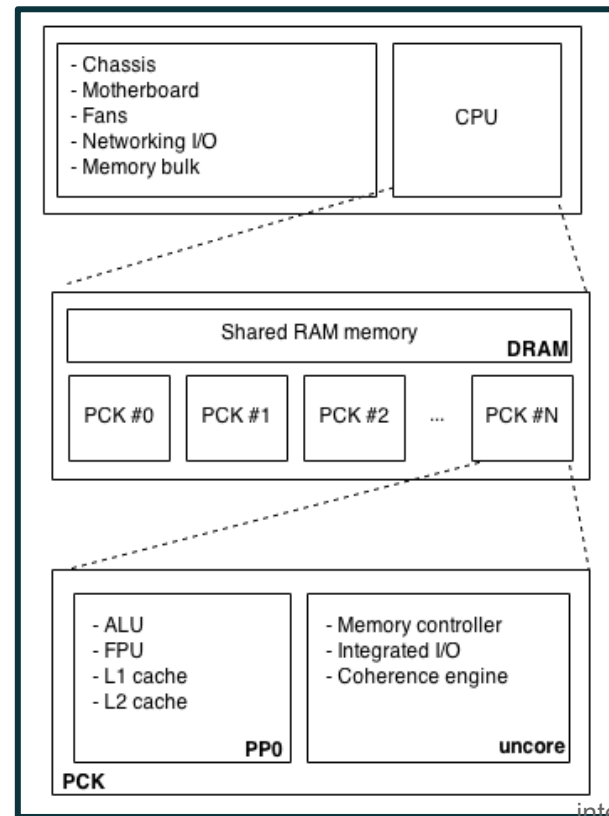 - Chassis
- Motherboard
- Fans
- Networking I/O
- Memory bulk
CPU
Shared RAM memory
DRAM
PCK #0
PCK #1
PCK #2
...
PCK #N
- ALU
- FPU
- L1 cache
- L2 cache
PP0
- Memory controller
- Integrated I/O
- Coherence engine
uncore
PCK